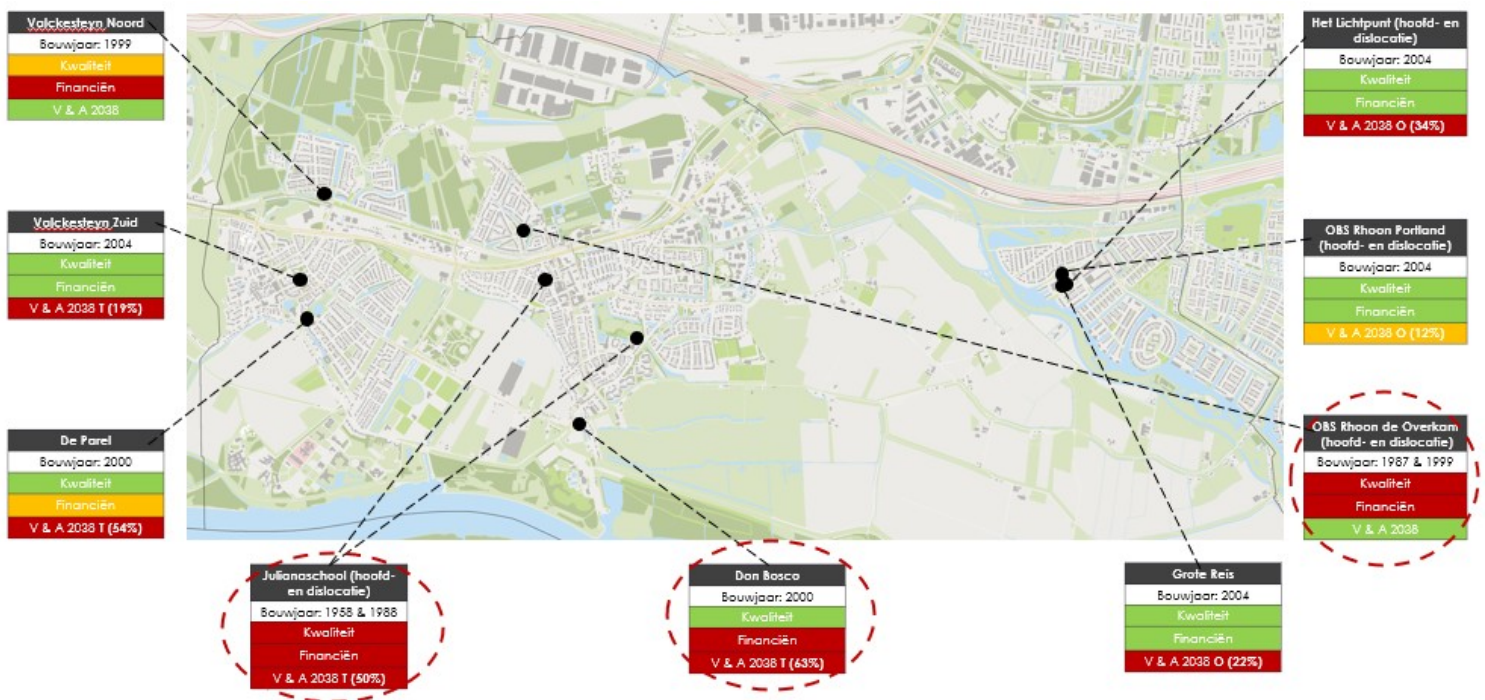 Valckesteyn Noord
Bouwjaar: 1999
Kwaliteit
Financiën
V & A 2038
Valckesteyn Zuid
Bouwjaar: 2004
Kwaliteit
Financiën
V & A 2038 T (19%)
De Parel
Bouwjaar: 2000
Kwaliteit
Financiën
V & A 2038 T (54%)
Julianaschool (hoofd-
en dislocatie)
Bouwjaar: 1958 & 1988
Kwaliteit
Financiën
V & A 2038 T (50%)
Don Bosco
Bouwjaar: 2000
Kwaliteit
Financiën
V & A 2038 T (63%)
Grote Reis
Bouwjaar: 2004
Kwaliteit
Financiën
V & A 2038 O (22%)
Het Lichtpunt (hoofd- en
dislocatie)
Bouwjaar: 2004
Kwaliteit
Financiën
V & A 2038 O (34%)
OBS Rhoon Portland
(hoofd- en dislocatie)
Bouwjaar: 2004
Kwaliteit
Financiën
V & A 2038 O (12%)
OBS Rhoon de Overkam
(hoofd- en dislocatie)
Bouwjaar: 1987 & 1999
Kwaliteit
Financiën
V & A 2038